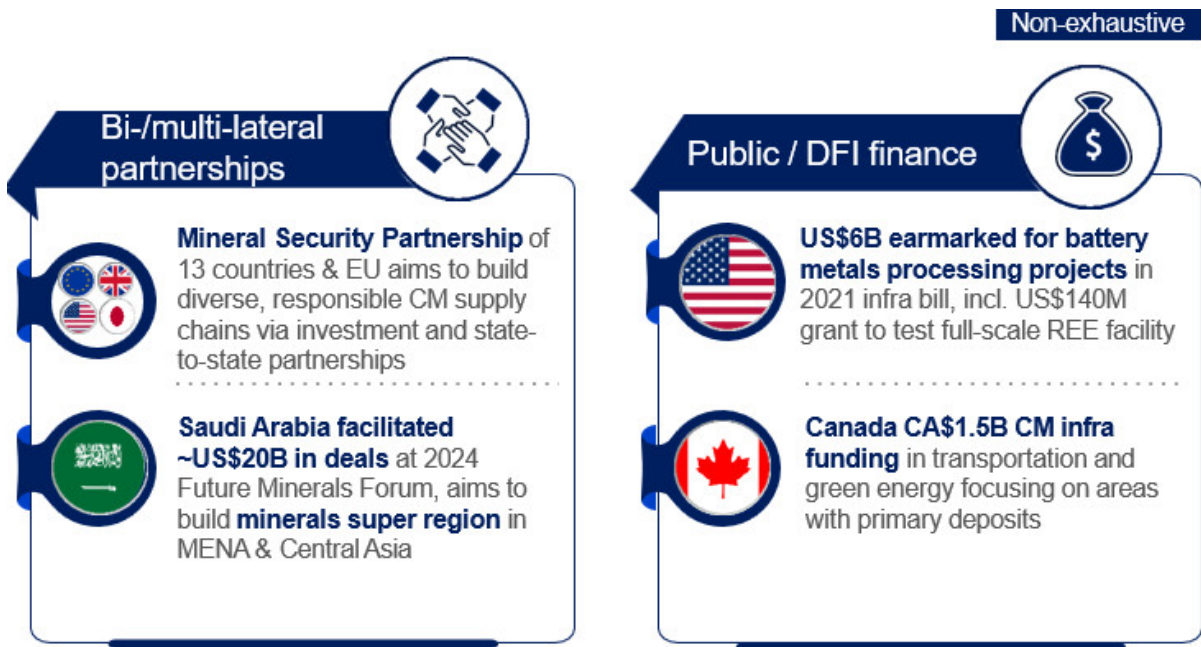 Non-exhaustive
Bi-/multi-lateral
partnerships
Mineral Security Partnership of
13 countries & EU aims to build
diverse, responsible CM supply
chains via investment and state-
to-state partnerships
Saudi Arabia facilitated
~US$20B in deals at 2024
Future Minerals Forum, aims to
build minerals super region in
MENA & Central Asia
Public / DFI finance
$
US$6B earmarked for battery
metals processing projects in
2021 infra bill, incl. US$140M
grant to test full-scale REE facility
Canada CA$1.5B CM infra
funding in transportation and
green energy focusing on areas
with primary deposits